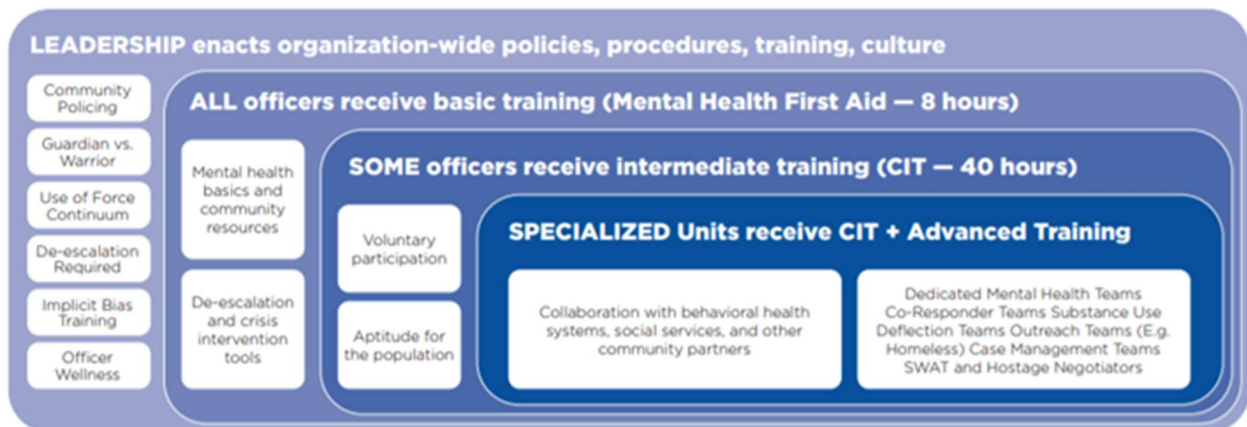 LEADERSHIP enacts organization-wide policies, procedures, training, culture
Community
Policing
Guardian vs.
Warrior
Use of Force
Continuum
De-escalation
Required
Implicit Bias
Training
Officer
Wellness
ALL officers receive basic training (Mental Health First Aid — 8 hours)
Mental health
basics and
community
resources
De-escalation
and crisis
intervention
tools
SOME officers receive intermediate training (CIT — 40 hours)
Voluntary
participation
Aptitude for
the population
SPECIALIZED Units receive CIT + Advanced Training
Collaboration with behavioral health
systems, social services, and other
community partners
Dedicated Mental Health Teams
Co-Responder Teams Substance Use
Deflection Teams Outreach Teams (E.g.
Homeless) Case Management Teams
SWAT and Hostage Negotiators